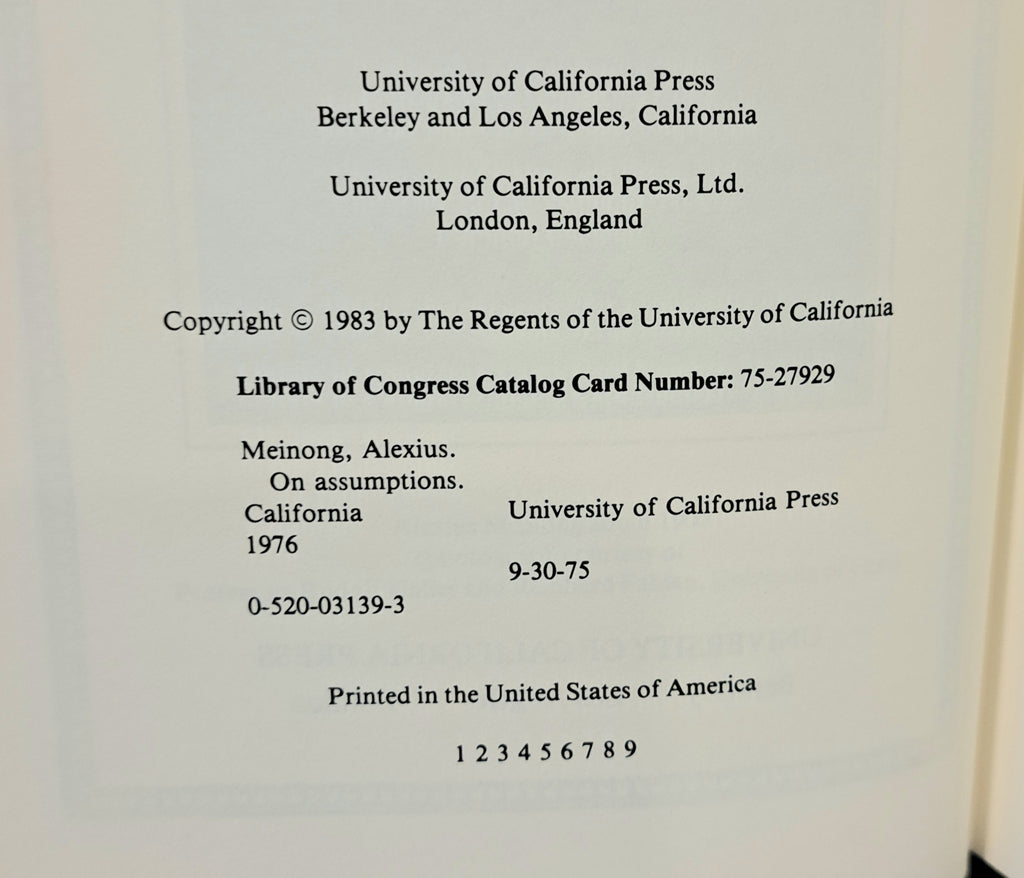 University of California Press
Berkeley and Los Angeles, California
University of California Press, Ltd.
London, England
Copyright © 1983 by The Regents of the University of California
Library of Congress Catalog Card Number: 75-27929
Meinong, Alexius.
On assumptions.
California University of California Press
1976
9-30-75
0-520-03139-3
Printed in the United States of America
1 2 3 4 5 6 7 8 9